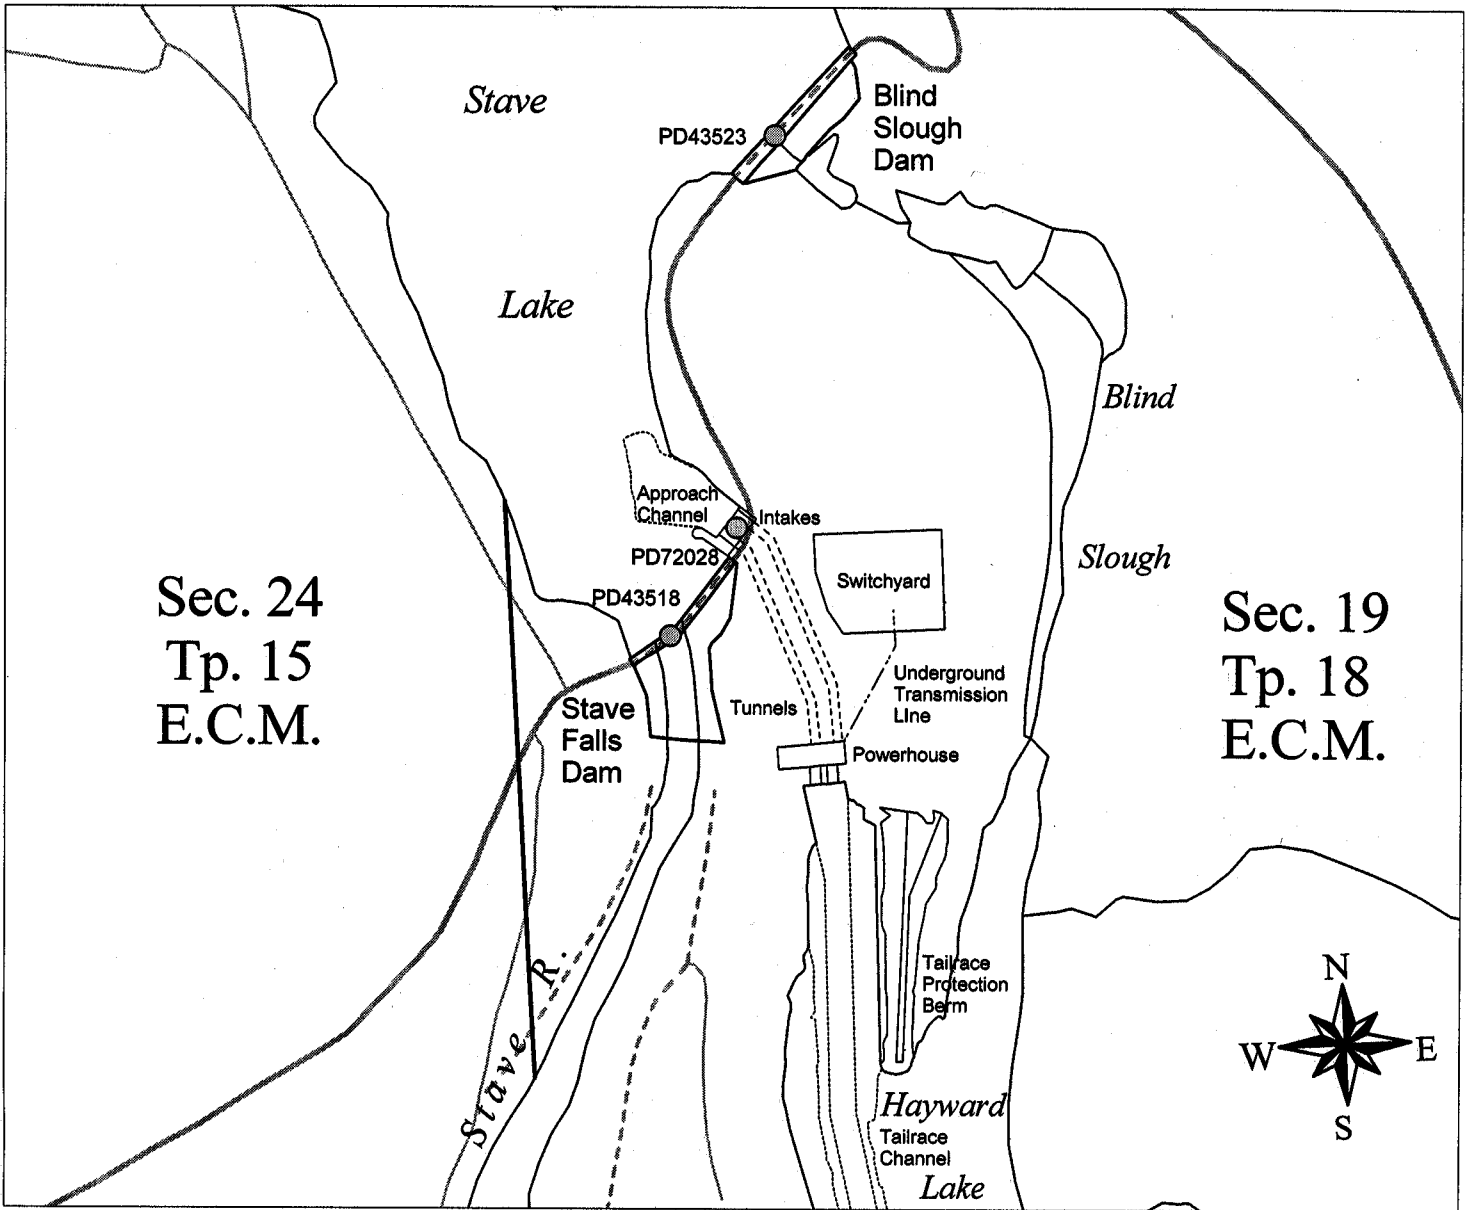 Stave
Blind
Slough
Dam
PD43523
Lake
Blind
Approach
Channel
Intakes
PD72028
Slough
Switchyard
PD43518
Sec. 24
Tp. 15
E.C.M.
Sec. 19
Tp. 18
E.C.M.
Underground
Transmission
LIne
Tunnels
Stave
Falls
Dam
Powerhouse
Stave R.
Tailrace
Protection
Berm
N
W
E
S
Hayward
Tailrace
Channel
Lake